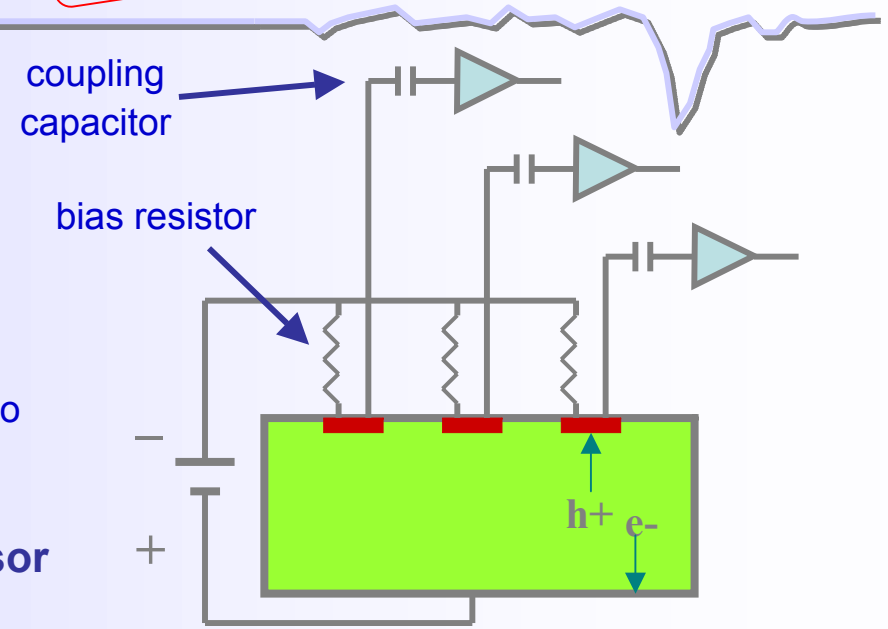 coupling
capacitor
bias resistor
o
−
sor
+
h+
e-